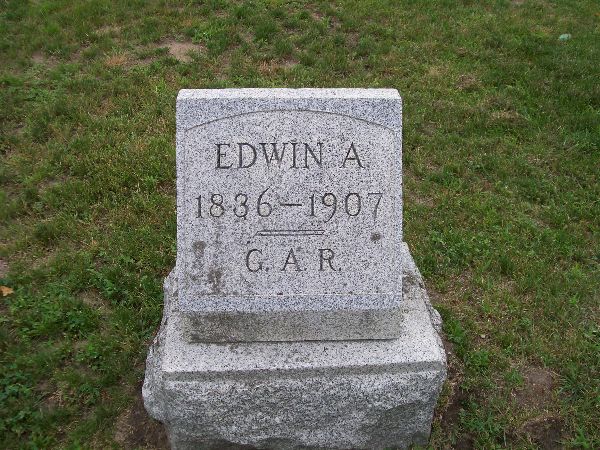 EDWIN A.
1836-1907
G. A. R.